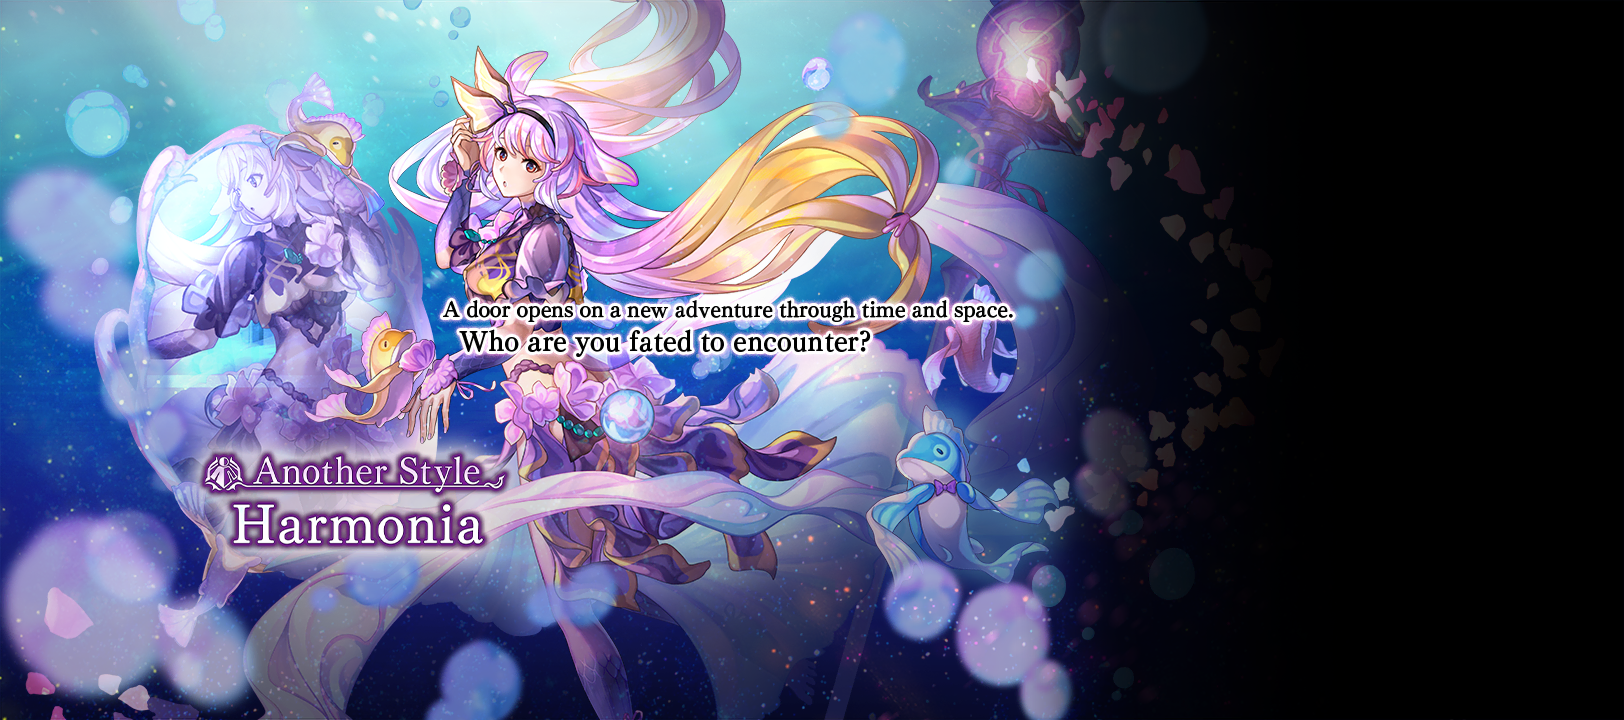 A door opens on a new adventure through time and space.
Who are you fated to encounter?
Another Style
Harmonia